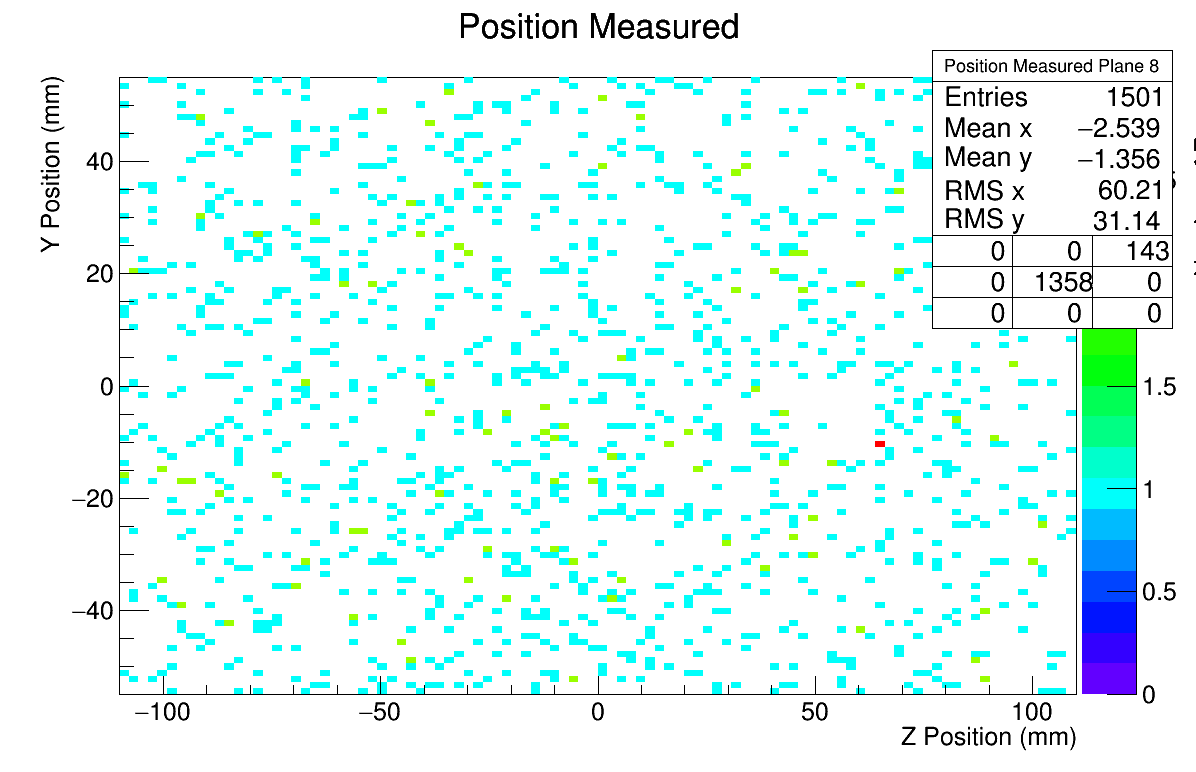 Position Measured
Position Measured Plane 8
Entries 1501
Mean x −2.539
Mean y −1.356
RMS x 60.21
RMS y 31.14
0 0 143
0 1358 0
0 0 0
Y Position (mm)
40
20
0
−20
−40
1.5
1
0.5
0
−100 −50 0 50 100
Z Position (mm)